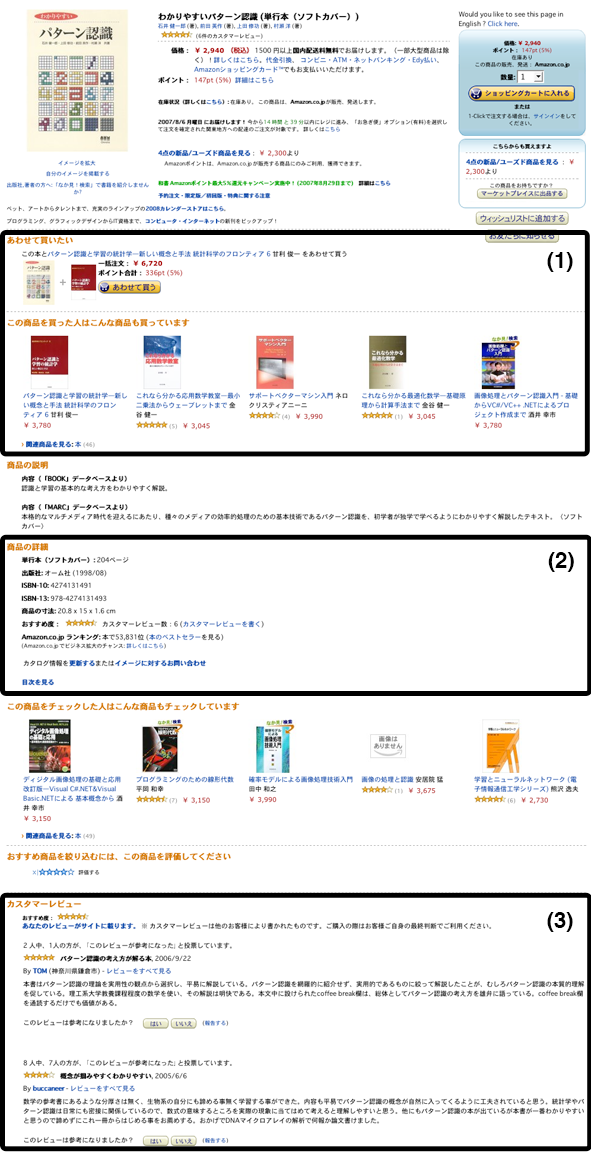 わかりやすい
パターン認識
石井 健一郎、上田 修功、前田 英作、村瀬 洋
イメージを拡大
自分のイメージを掲載する
出版社,著者の方へ:「なか見!検索」で書籍を紹介しません
か?
わかりやすいパターン認識 (単行本(ソフトカバー))
石井 健一郎 (著), 前田 英作 (著), 上田 修功 (著), 村瀬 洋 (著)
(6件のカスタマーレビュー)
価格: ¥ 2,940 (税込) 1500 円以上国内配送料無料でお届けします。(一部大型商品は除
く)!詳しくはこちら。代金引換、コンビニ・ATM・ネットバンキング・Edy払い、
Amazonショッピングカード™でもお支払いいただけます。
ポイント: 147pt (5%) 詳細はこちら
在庫状況(詳しくはこちら):在庫あり。この商品は、Amazon.co.jp が販売、発送します。
2007/8/6 月曜日 にお届けします!今から14 時間 と 39 分以内にレジに進み、「お急ぎ便」オプション(有料)を選択し
て注文を確定された関東地方への配達のご注文が対象です。詳しくはこちら
4点の新品/ユーズド商品を見る: ¥ 2,300より
Amazonポイントは、Amazon.co.jpが販売する商品にのみご利用、獲得できます。
和書 Amazonポイント最大5%還元キャンペーン実施中!(2007年8月29日まで) 詳しくはこちら
予約注文・限定版/初回版・特典に関する注意
ペット、アートからタレントまで、充実のラインアップの2008カレンダーストアはこちら。
プログラミング、グラフィックデザインからIT資格まで、コンピュータ・インターネットの新刊をピックアップ!
Would you like to see this page in
English ? Click here.
価格: ¥ 2,940
ポイント: 147pt (5%)
在庫あり
この商品の販売、発送: Amazon.co.jp
数量: 1
ショッピングカートに入れる
または
1-Clickで注文する場合は、サインインをして
ください。
こちらからも買えますよ
4点の新品/ユーズド商品を見る : ¥
2,300より
この商品をお持ちですか?
マーケットプレイスに出品する
ウィッシュリストに追加する
お友だちに知らせる
(1)
あわせて買いたい
この本とパターン認識と学習の統計学―新しい概念と手法 統計科学のフロンティア 6 甘利 俊一 をあわせて買う
+
一括注文: ¥ 6,720
ポイント合計: 336pt (5%)
あわせて買う
この商品を買った人はこんな商品も買っています
パターン認識と学習の統計学―新し
い概念と手法 統計科学のフロン
ティア 6 甘利 俊一
¥ 3,780
これなら分かる応用数学教室―最小
二乗法からウェーブレットまで 金
谷 健一
(5) ¥ 3,045
サポートベクターマシン入門 ネロ
クリスティアニーニ
(4) ¥ 3,990
これなら分かる最適化数学―基礎原
理から計算手法まで 金谷 健一
(1) ¥ 3,045
画像処理とパターン認識入門 - 基礎
からVC#/VC++ .NETによるプロ
ジェクト作成まで 酒井 幸市
¥ 3,780
関連商品を見る: 本 (46)
商品の説明
内容(「BOOK」データベースより)
認識と学習の基本的な考え方をわかりやすく解説。
内容(「MARC」データベースより)
本格的なマルチメディア時代を迎えるにあたり、種々のメディアの効率的処理のための基本技術であるパターン認識を、初学者が独学で学べるようにわかりやすく解説したテキスト。〈ソフト
カバー〉
(2)
商品の詳細
単行本(ソフトカバー): 204ページ
出版社: オーム社 (1998/08)
ISBN-10: 4274131491
ISBN-13: 978-4274131493
商品の寸法: 20.8 x 15 x 1.6 cm
おすすめ度: カスタマーレビュー数: 6 (カスタマーレビューを書く)
Amazon.co.jp ランキング: 本で53,831位 (本のベストセラーを見る)
(Amazon.co.jp でビジネス拡大のチャンス: 詳しくはこちら)
カタログ情報を更新するまたはイメージに対するお問い合わせ
目次を見る
この商品をチェックした人はこんな商品もチェックしています
画像は
ありません
ディジタル画像処理の基礎と応用
改訂版―Visual C#.NET&Visual
Basic.NETによる 基本概念から 酒
井 幸市
¥ 3,150
プログラミングのための線形代数
平岡 和幸
(7) ¥ 3,150
確率モデルによる画像処理技術入門
田中 和之
¥ 3,990
画像の処理と認識 安居院 猛
(1) ¥ 3,675
学習とニューラルネットワーク (電
子情報通信工学シリーズ) 熊沢 逸夫
(6) ¥ 2,730
関連商品を見る: 本 (49)
おすすめ商品を絞り込むには、この商品を評価してください
評価する
(3)
カスタマーレビュー
おすすめ度:
あなたのレビューがサイトに載ります。 ※ カスタマーレビューは他のお客様により書かれたものです。ご購入の際はお客様ご自身の最終判断でご利用ください。
2 人中、1人の方が、「このレビューが参考になった」と投票しています。
パターン認識の考え方が解る本, 2006/9/22
By TOM (神奈川県鎌倉市) - レビューをすべて見る
本書はパターン認識の理論を実用性の観点から選択し、平易に解説している。パターン認識を網羅的に紹介せず、実用的であるものに絞って解説したことが、むしろパターン認識の本質的理解
を促している。理工系大学教養課程程度の数学を使い、その解説は明快である。本文中に設けられたcoffee break欄は、総体としてパターン認識の考え方を雄弁に語っている。coffee break欄
を通読するだけでも価値がある。
このレビューは参考になりましたか? はい いいえ (報告する)
8 人中、7人の方が、「このレビューが参考になった」と投票しています。
概念が掴みやすくわかりやすい, 2005/6/6
By buccaneer - レビューをすべて見る
数学の参考書にあるような分厚さは無く、生物系の自分にも諦める事無く学習する事ができた。内容も平易でパターン認識の概念が自然に入ってくるように工夫されていると思う。統計学やパ
ターン認識は日常にも密接に関係しているので、数式の意味するところを実際の現象に当てはめて考えると理解しやすいと思う。他にもパターン認識の本が出ているが本書が一番わかりやすい
と思うので諦めずにこれ一冊からはじめる事をお薦めする。おかげでDNAマイクロアレイの解析で何報か論文書けました。
このレビューは参考になりましたか? はい いいえ (報告する)